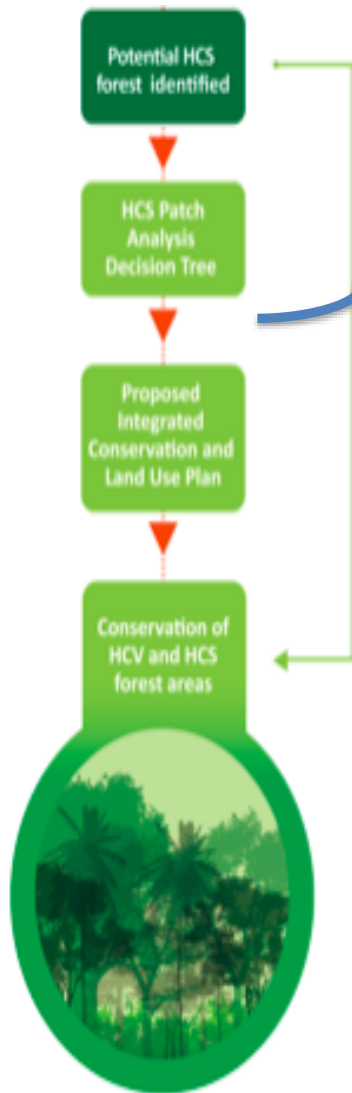 Potential HCS
forest identified
HCS Patch
Analysis
Decision Tree
Proposed
Integrated
Conservation and
Land Use Plan
Conservation of
HCV and HCS
forest areas